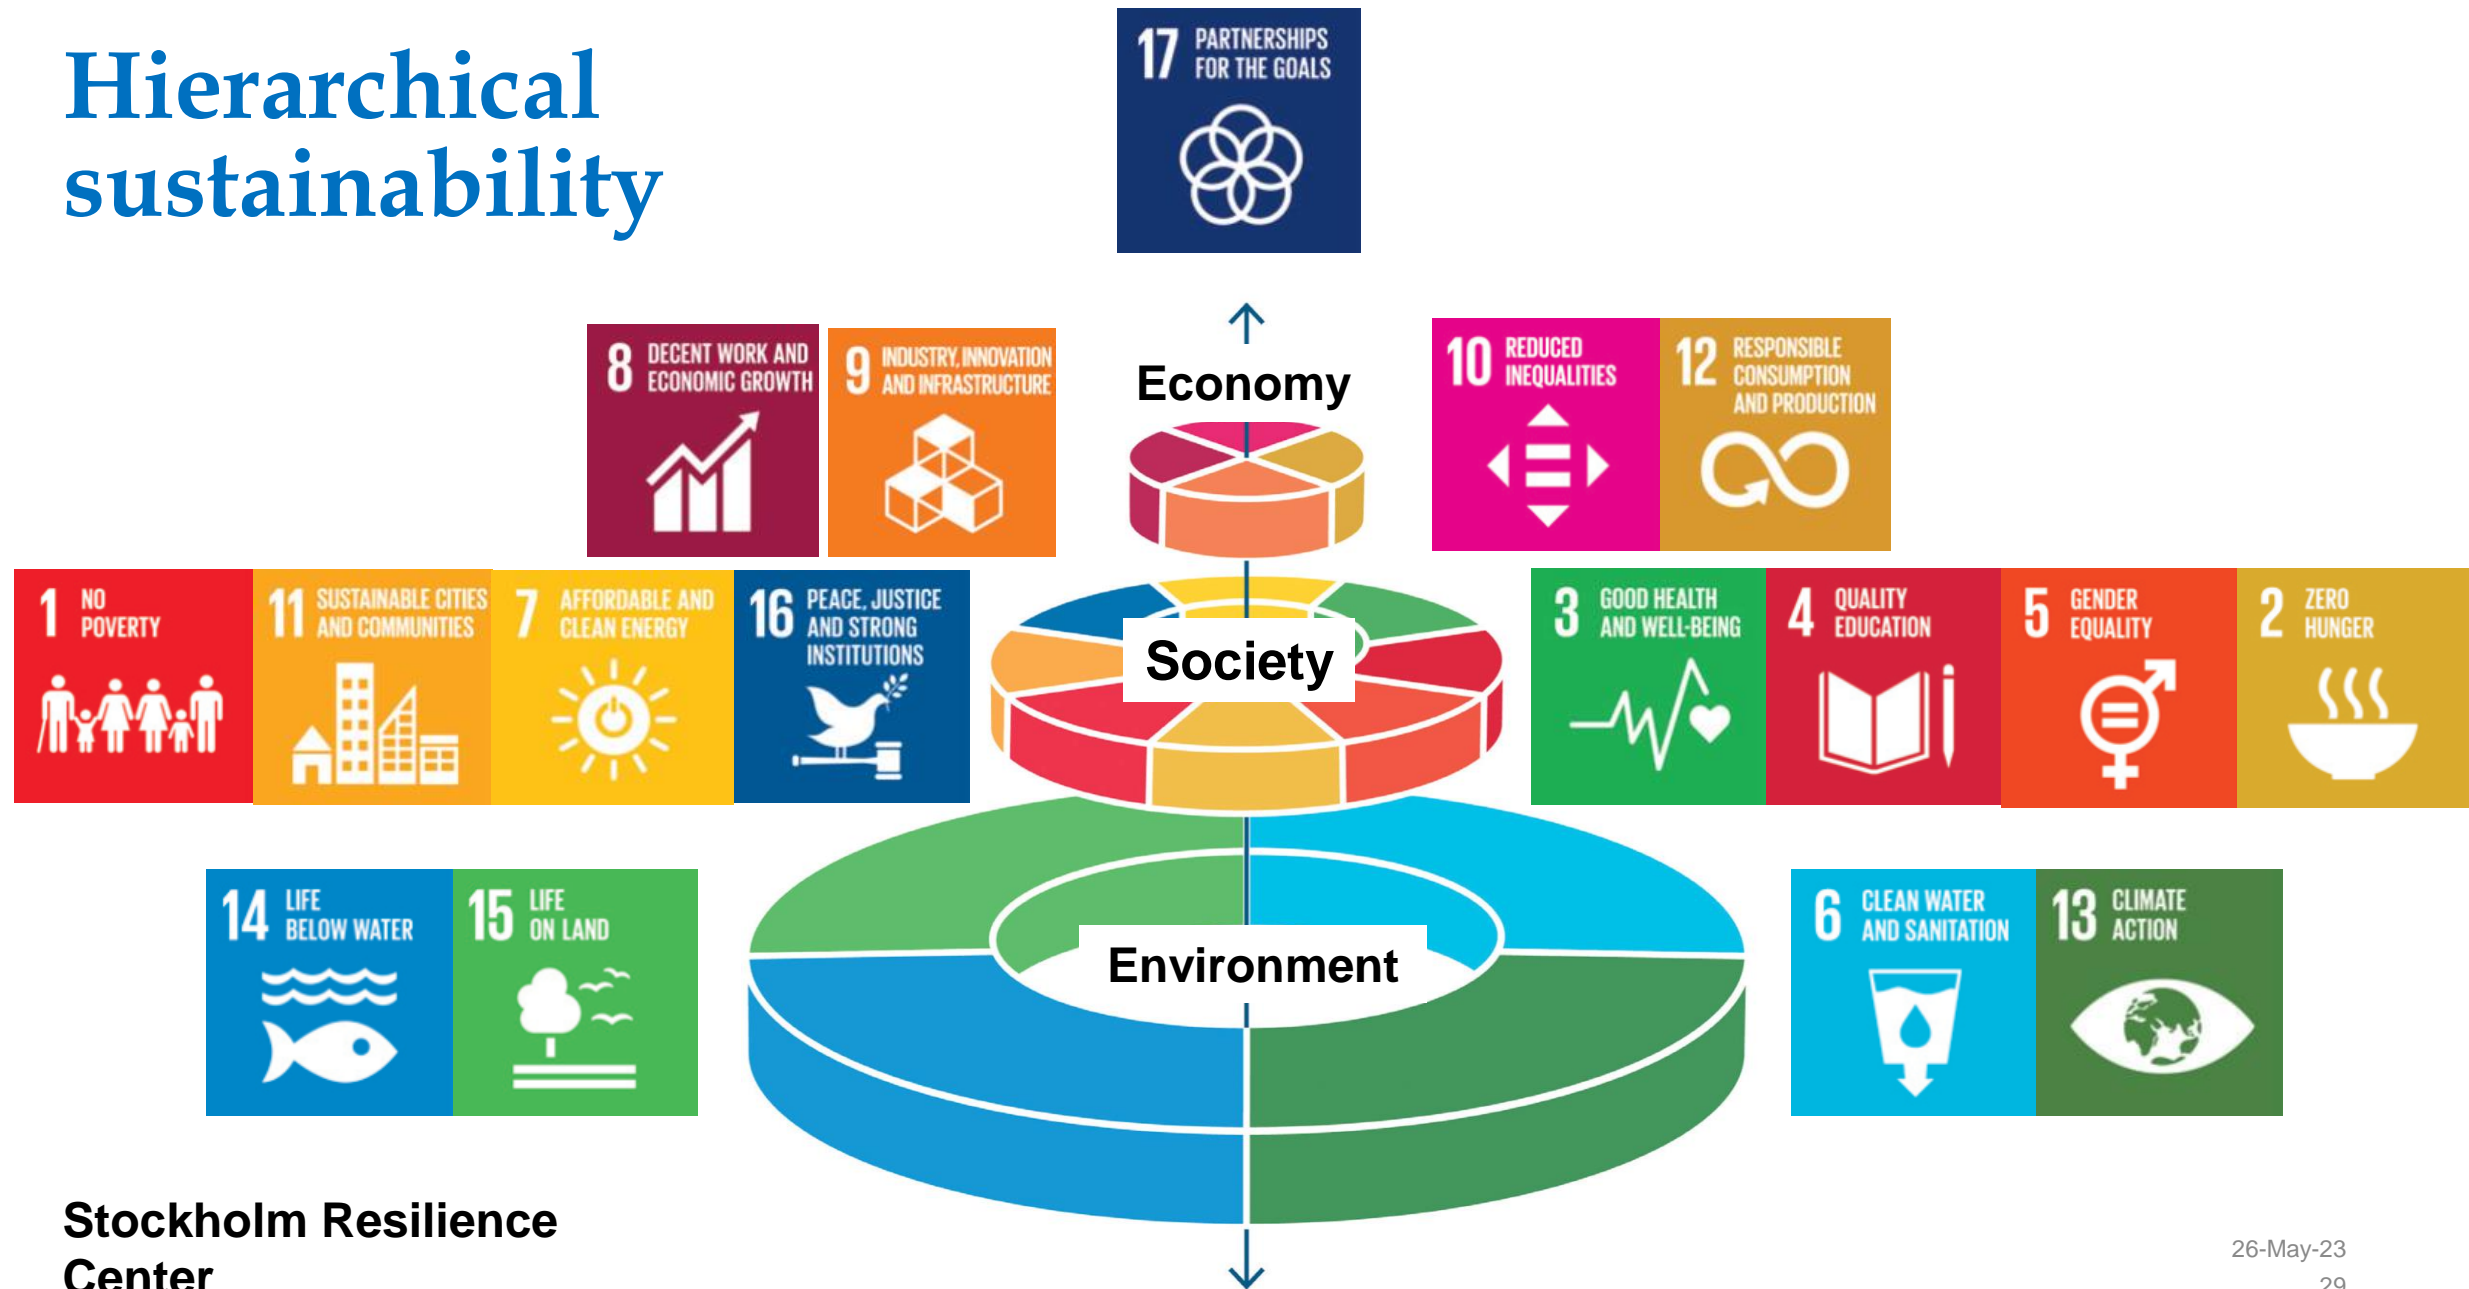 Hierarchical
sustainability
17 PARTNERSHIPS
FOR THE GOALS
8 DECENT WORK AND
ECONOMIC GROWTH
9 INDUSTRY, INNOVATION
AND INFRASTRUCTURE
Economy
10 REDUCED
INEQUALITIES
12 RESPONSIBLE
CONSUMPTION
AND PRODUCTION
1 NO
POVERTY
11 SUSTAINABLE CITIES
AND COMMUNITIES
7 AFFORDABLE AND
CLEAN ENERGY
16 PEACE, JUSTICE
AND STRONG
INSTITUTIONS
Society
3 GOOD HEALTH
AND WELL-BEING
4 QUALITY
EDUCATION
5 GENDER
EQUALITY
2 ZERO
HUNGER
14 LIFE
BELOW WATER
15 LIFE
ON LAND
Environment
6 CLEAN WATER
AND SANITATION
13 CLIMATE
ACTION
Stockholm Resilience
Center
26-May-23
29